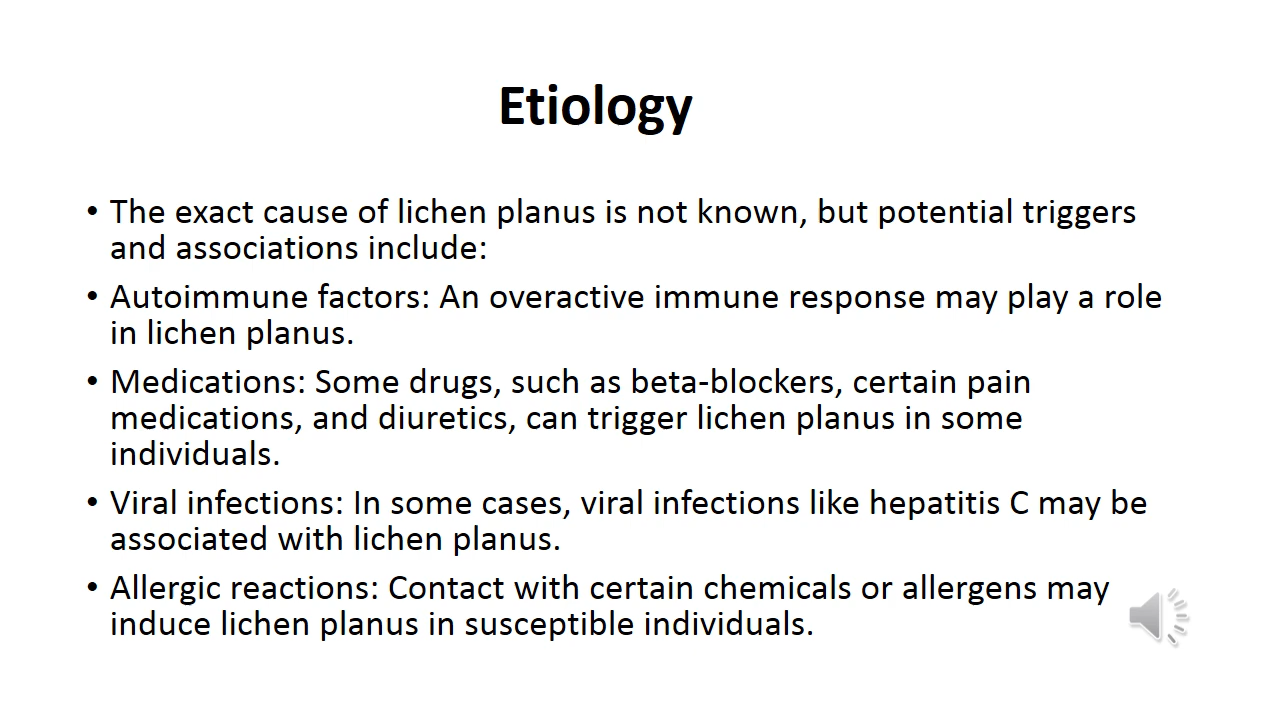 Etiology
• The exact cause of lichen planus is not known, but potential triggers
and associations include:
• Autoimmune factors: An overactive immune response may play a role
in lichen planus.
• Medications: Some drugs, such as beta-blockers, certain pain
medications, and diuretics, can trigger lichen planus in some
individuals.
• Viral infections: In some cases, viral infections like hepatitis C may be
associated with lichen planus.
• Allergic reactions: Contact with certain chemicals or allergens may
induce lichen planus in susceptible individuals.